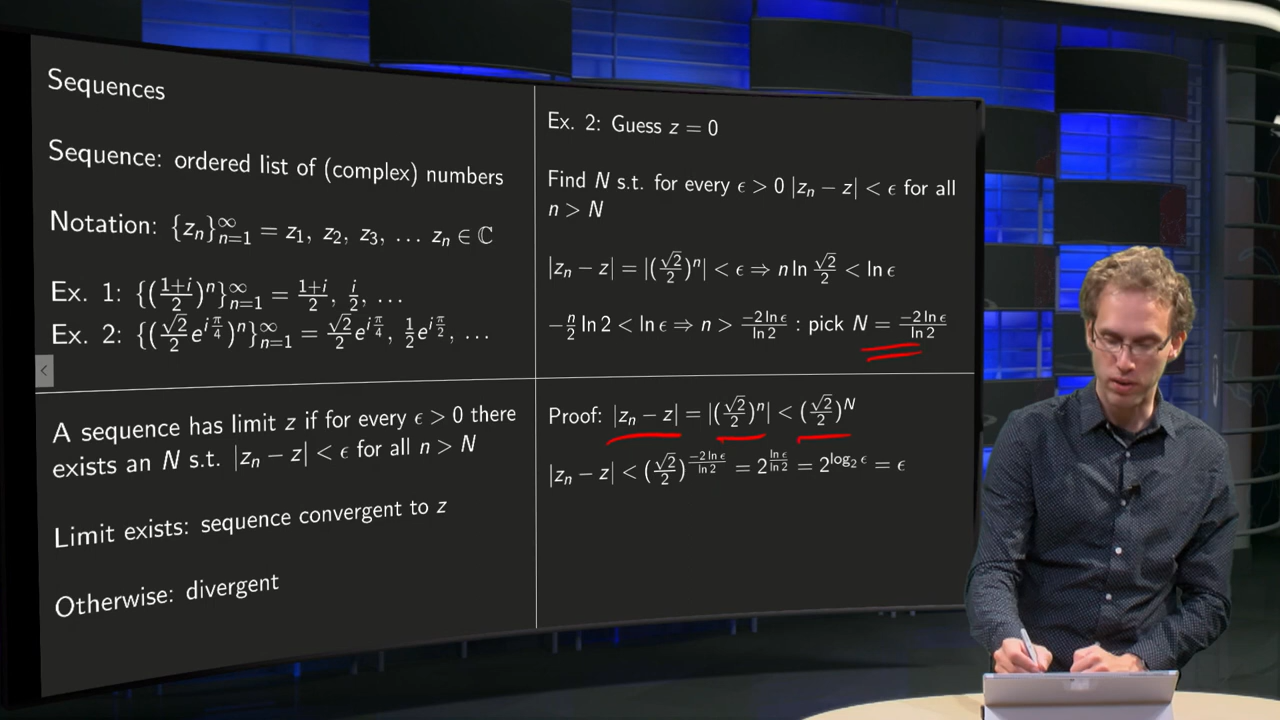 Sequences
Sequence: ordered list of (complex) numbers
Notation: {z_n}_{n=1}^∞ = z_1, z_2, z_3, … z_n ∈ ℂ
Ex. 1: {((1+i)/2)^n}_{n=1}^∞ = (1+i)/2, i/2, …
Ex. 2: {(√2/2 e^{iπ/4})^n}_{n=1}^∞ = √2/2 e^{iπ/4}, 1/2 e^{iπ/2}, …
A sequence has limit z if for every ϵ > 0 there
exists an N s.t. |z_n − z| < ϵ for all n > N
Limit exists: sequence convergent to z
Otherwise: divergent
Ex. 2: Guess z = 0
Find N s.t. for every ϵ > 0 |z_n − z| < ϵ for all
n > N
|z_n − z| = |(√2/2)^n| < ϵ ⇒ n ln √2/2 < ln ϵ
−n/2 ln 2 < ln ϵ ⇒ n > (−2 ln ϵ)/(ln 2) : pick N = (−2 ln ϵ)/(ln 2)
Proof: |z_n − z| = |(√2/2)^n| < (√2/2)^N
|z_n − z| < (√2/2)^{(−2 ln ϵ)/(ln 2)} = 2^{(ln ϵ)/(ln 2)} = 2^{log_2 ϵ} = ϵ